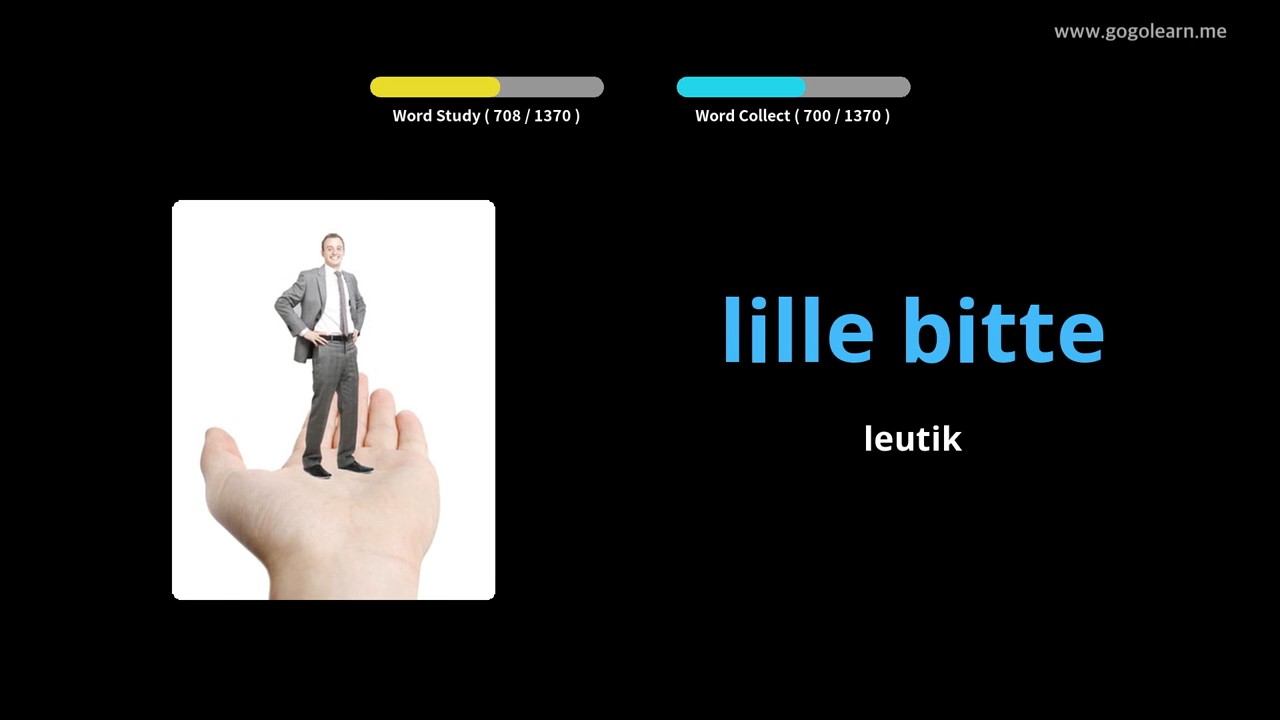 www.gogolearn.me
Word Study ( 708 / 1370 )
Word Collect ( 700 / 1370 )
lille bitte
leutik